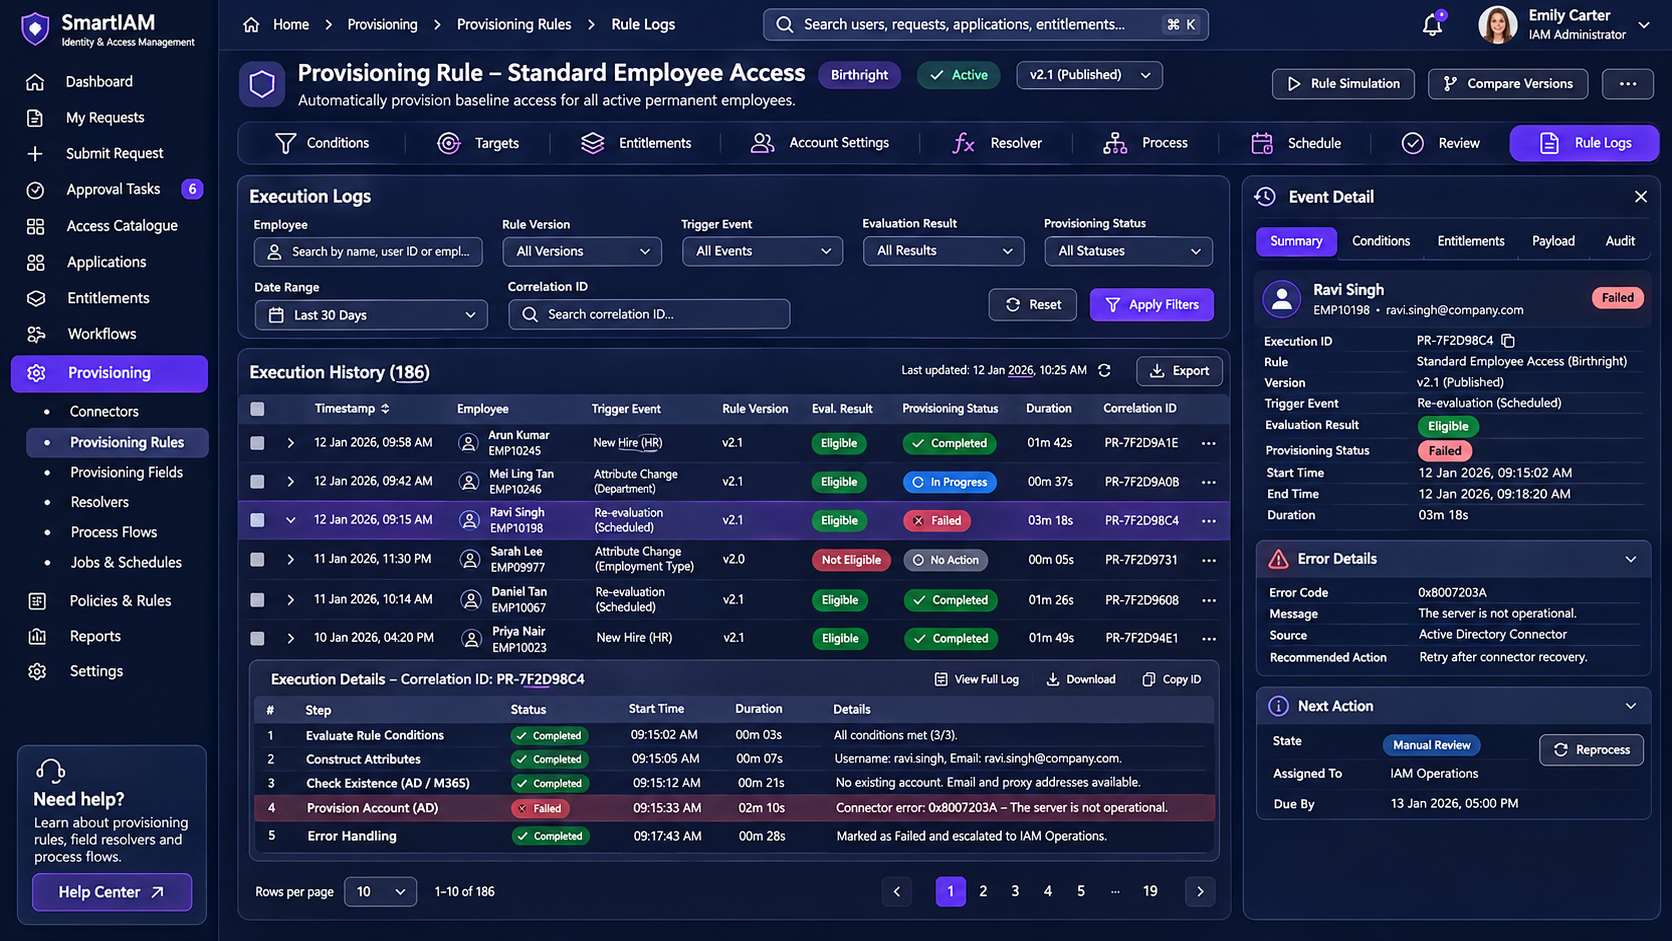 SmartIAM
Identity & Access Management
Dashboard
My Requests
Submit Request
Approval Tasks 6
Access Catalogue
Applications
Entitlements
Workflows
Provisioning
Connectors
Provisioning Rules
Provisioning Fields
Resolvers
Process Flows
Jobs & Schedules
Policies & Rules
Reports
Settings
Need help?
Learn about provisioning
rules, field resolvers and
process flows.
Help Center
Home > Provisioning > Provisioning Rules > Rule Logs
Search users, requests, applications, entitlements... ⌘ K
Emily Carter
IAM Administrator
Provisioning Rule – Standard Employee Access Birthright Active v2.1 (Published)
Automatically provision baseline access for all active permanent employees.
Rule Simulation Compare Versions ...
Conditions Targets Entitlements Account Settings fx Resolver Process Schedule Review Rule Logs
Execution Logs
Employee Rule Version Trigger Event Evaluation Result Provisioning Status
Search by name, user ID or empl... All Versions All Events All Results All Statuses
Date Range Correlation ID
Last 30 Days Search correlation ID... Reset Apply Filters
Execution History (186) Last updated: 12 Jan 2026, 10:25 AM Export
Timestamp Employee Trigger Event Rule Version Eval. Result Provisioning Status Duration Correlation ID
12 Jan 2026, 09:58 AM Arun Kumar EMP10245 New Hire (HR) v2.1 Eligible Completed 01m 42s PR-7F2D9A1E ...
12 Jan 2026, 09:42 AM Mei Ling Tan EMP10246 Attribute Change (Department) v2.1 Eligible In Progress 00m 37s PR-7F2D9A0B ...
12 Jan 2026, 09:15 AM Ravi Singh EMP10198 Re-evaluation (Scheduled) v2.1 Eligible Failed 03m 18s PR-7F2D98C4 ...
11 Jan 2026, 11:30 PM Sarah Lee EMP09977 Attribute Change (Employment Type) v2.0 Not Eligible No Action 00m 05s PR-7F2D9731 ...
11 Jan 2026, 10:14 AM Daniel Tan EMP10067 Re-evaluation (Scheduled) v2.1 Eligible Completed 01m 26s PR-7F2D9608 ...
10 Jan 2026, 04:20 PM Priya Nair EMP10023 New Hire (HR) v2.1 Eligible Completed 01m 49s PR-7F2D94E1 ...
Execution Details – Correlation ID: PR-7F2D98C4 View Full Log Download Copy ID
# Step Status Start Time Duration Details
1 Evaluate Rule Conditions Completed 09:15:02 AM 00m 03s All conditions met (3/3).
2 Construct Attributes Completed 09:15:05 AM 00m 07s Username: ravi.singh, Email: ravi.singh@company.com.
3 Check Existence (AD / M365) Completed 09:15:12 AM 00m 21s No existing account. Email and proxy addresses available.
4 Provision Account (AD) Failed 09:15:33 AM 02m 10s Connector error: 0x8007203A – The server is not operational.
5 Error Handling Completed 09:17:43 AM 00m 28s Marked as Failed and escalated to IAM Operations.
Rows per page 10 1–10 of 186 < 1 2 3 4 5 ... 19 >
Event Detail
Summary Conditions Entitlements Payload Audit
Ravi Singh
EMP10198 • ravi.singh@company.com
Failed
Execution ID PR-7F2D98C4
Rule Standard Employee Access (Birthright)
Version v2.1 (Published)
Trigger Event Re-evaluation (Scheduled)
Evaluation Result Eligible
Provisioning Status Failed
Start Time 12 Jan 2026, 09:15:02 AM
End Time 12 Jan 2026, 09:18:20 AM
Duration 03m 18s
Error Details
Error Code 0x8007203A
Message The server is not operational.
Source Active Directory Connector
Recommended Action Retry after connector recovery.
Next Action
State Manual Review Reprocess
Assigned To IAM Operations
Due By 13 Jan 2026, 05:00 PM